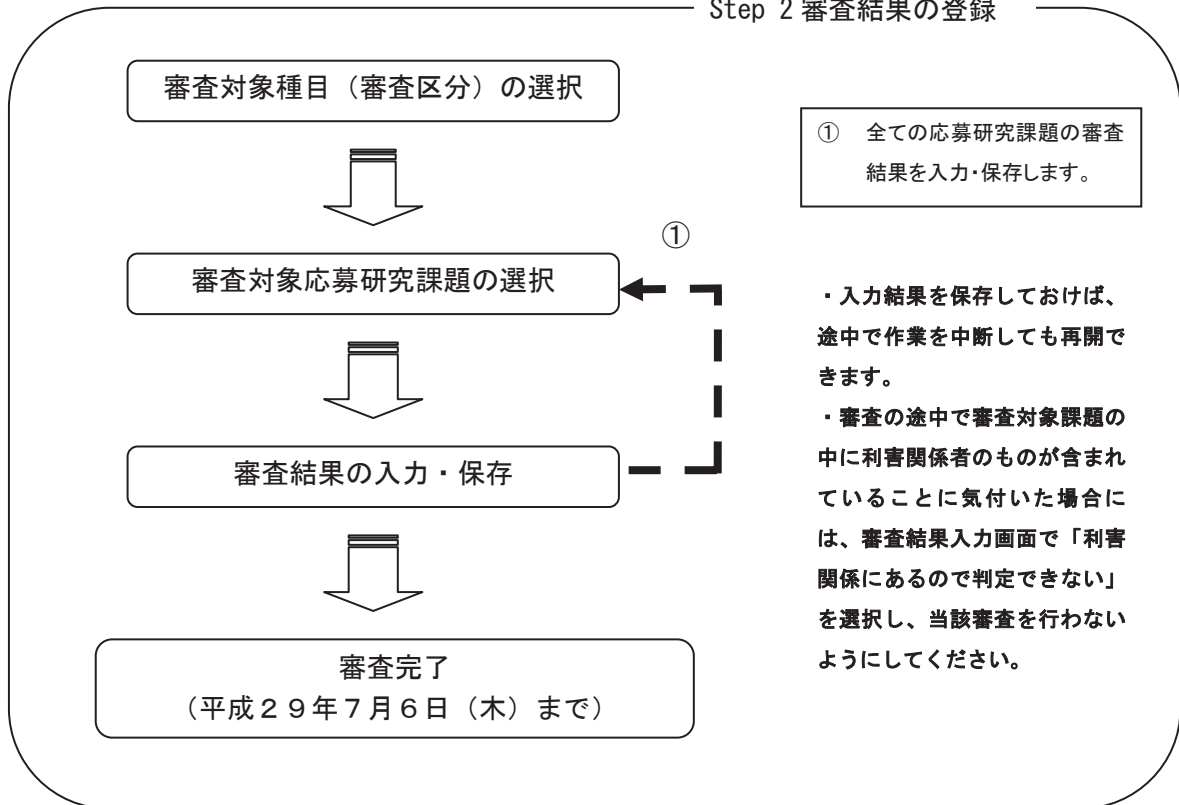 Step 2 審査結果の登録
審査対象種目（審査区分）の選択
① 全ての応募研究課題の審査
結果を入力・保存します。
①
審査対象応募研究課題の選択
審査結果の入力・保存
審査完了
（平成２９年７月６日（木）まで）
・入力結果を保存しておけば、
途中で作業を中断しても再開で
きます。
・審査の途中で審査対象課題の
中に利害関係者のものが含まれ
ていることに気付いた場合に
は、審査結果入力画面で「利害
関係にあるので判定できない」
を選択し、当該審査を行わない
ようにしてください。